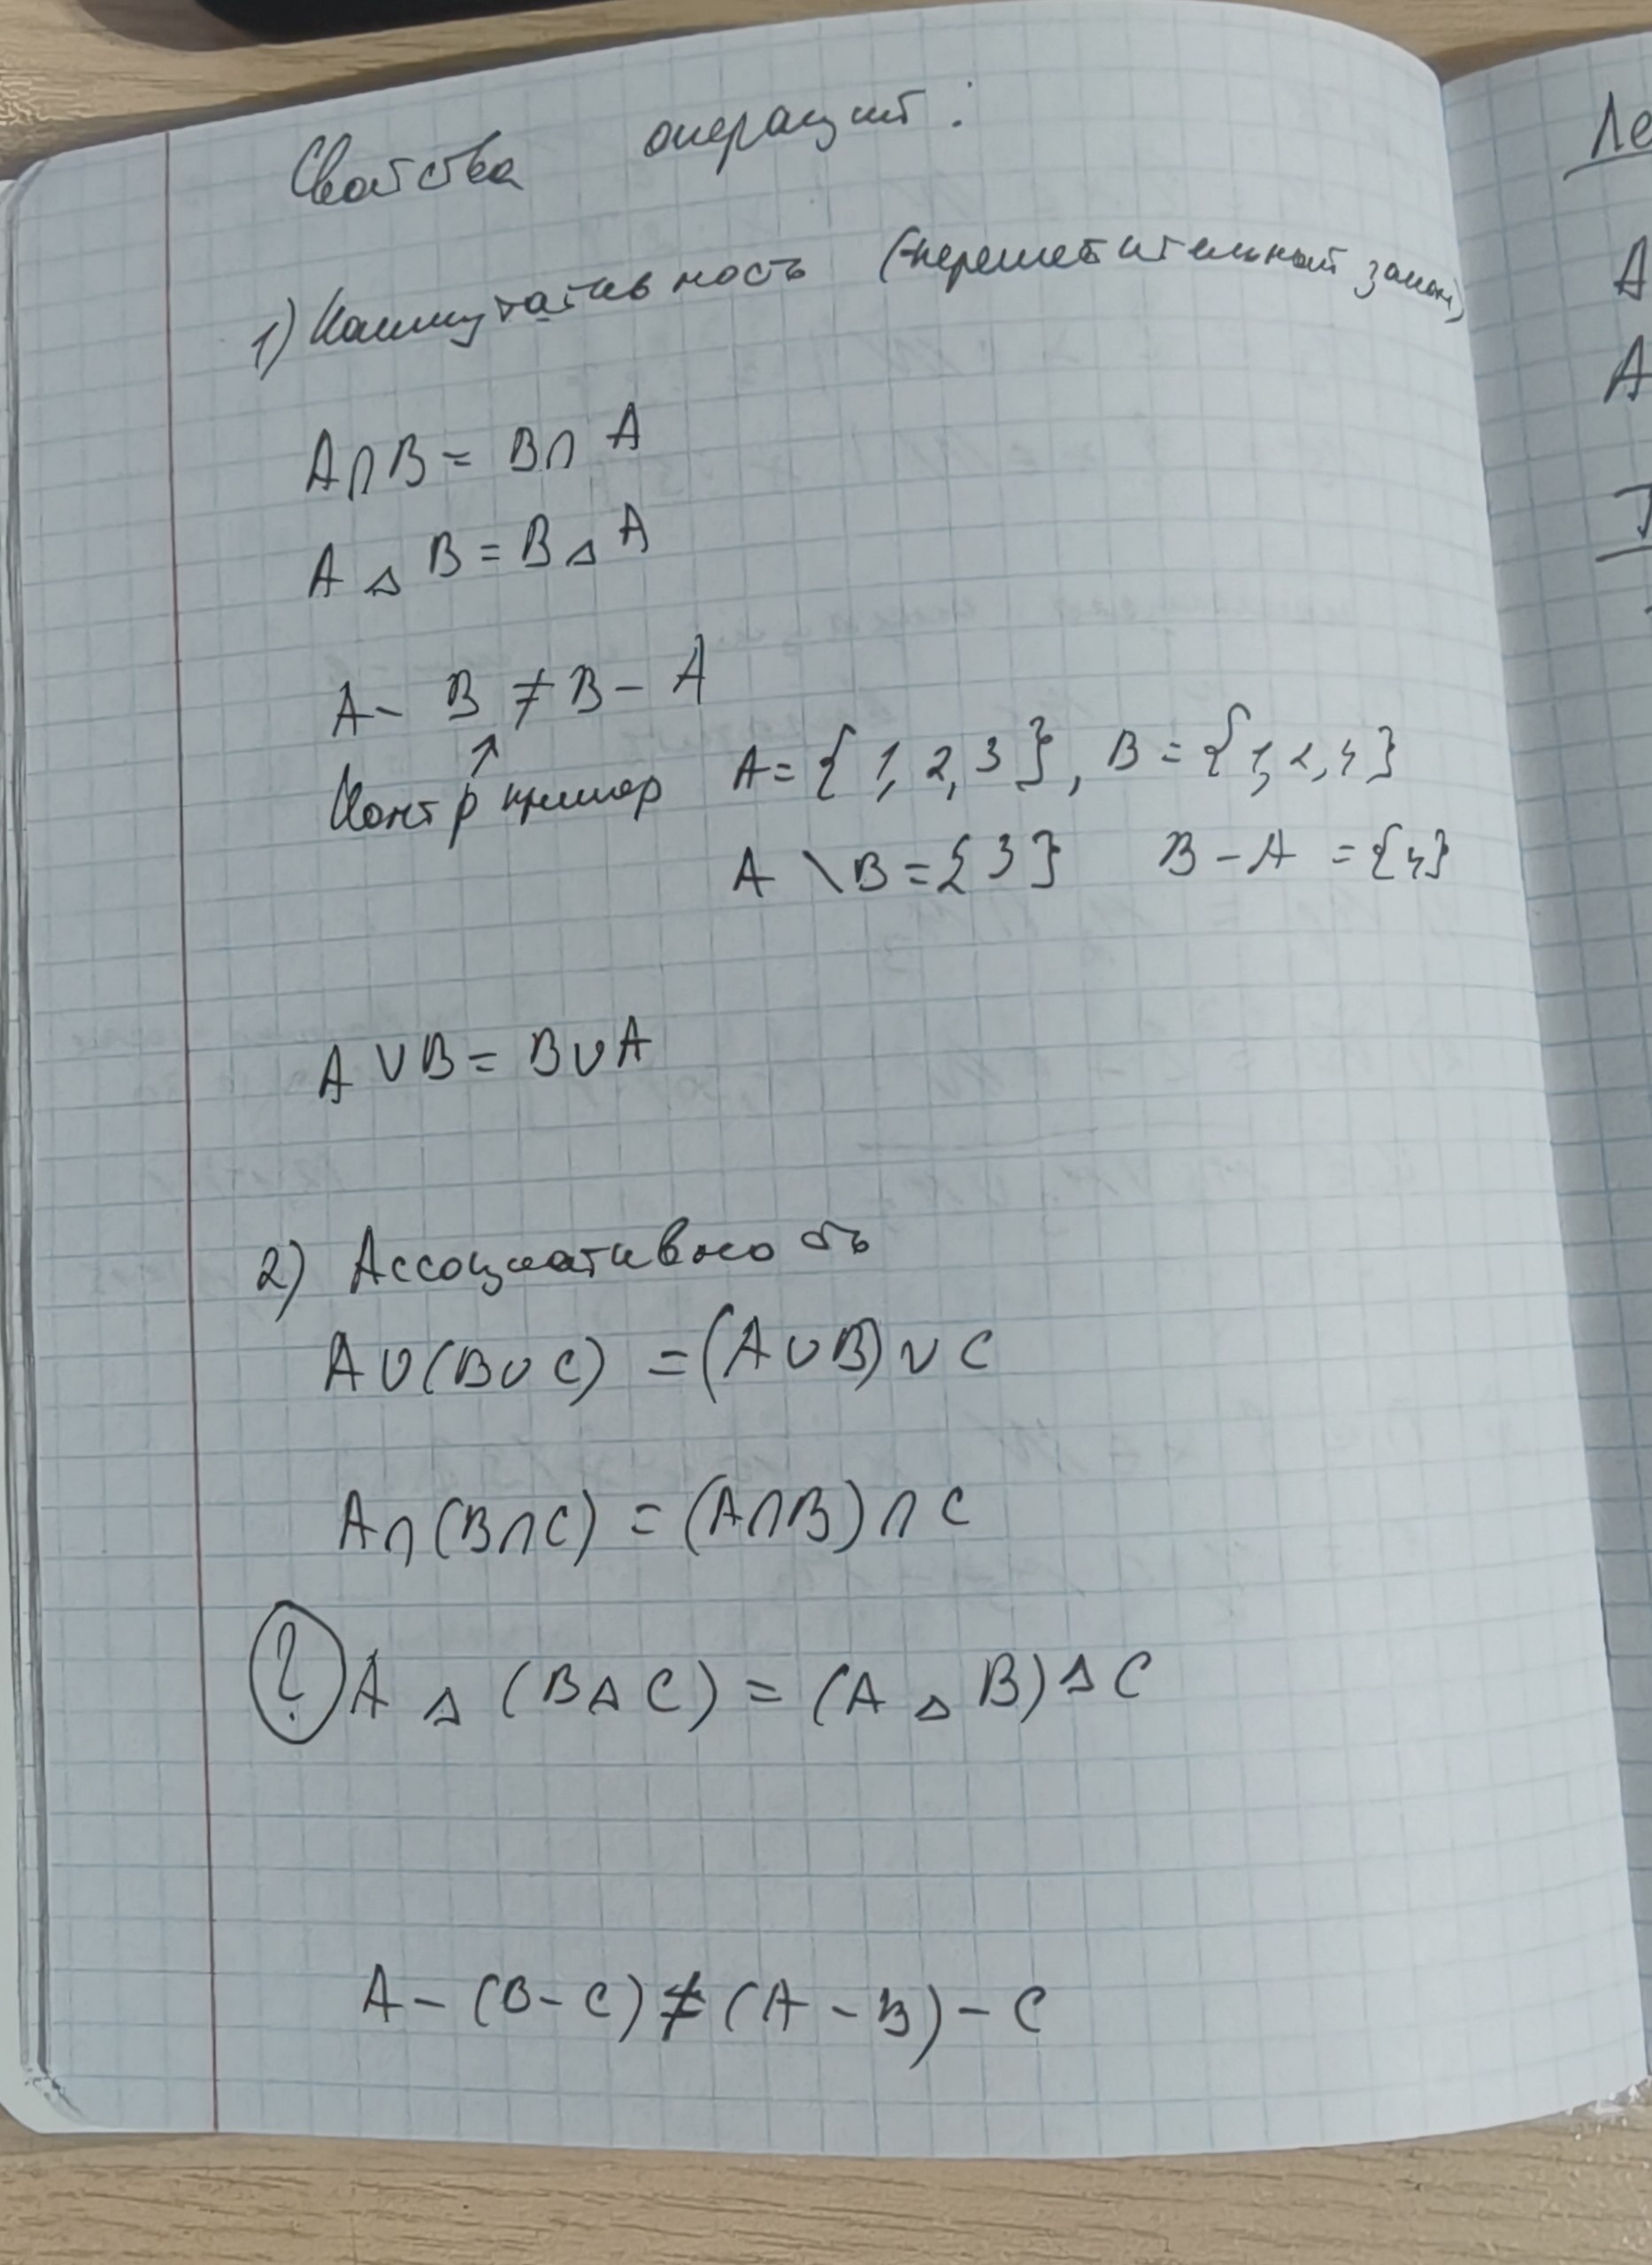 Свойства операций:
1) Коммутативность (переместительный закон)
A∩B = B∩A
A △ B = B △ A
A - B ≠ B - A
↑
Контрпример A = {1, 2, 3}, B = {1, 2, 4}
A \ B = {3} B - A = {4}
A ∪ B = B ∪ A
2) Ассоциативность
A ∪ (B ∪ C) = (A ∪ B) ∪ C
A ∩ (B ∩ C) = (A ∩ B) ∩ C
? A △ (B △ C) = (A △ B) △ C
A - (B - C) ≠ (A - B) - C
A
A